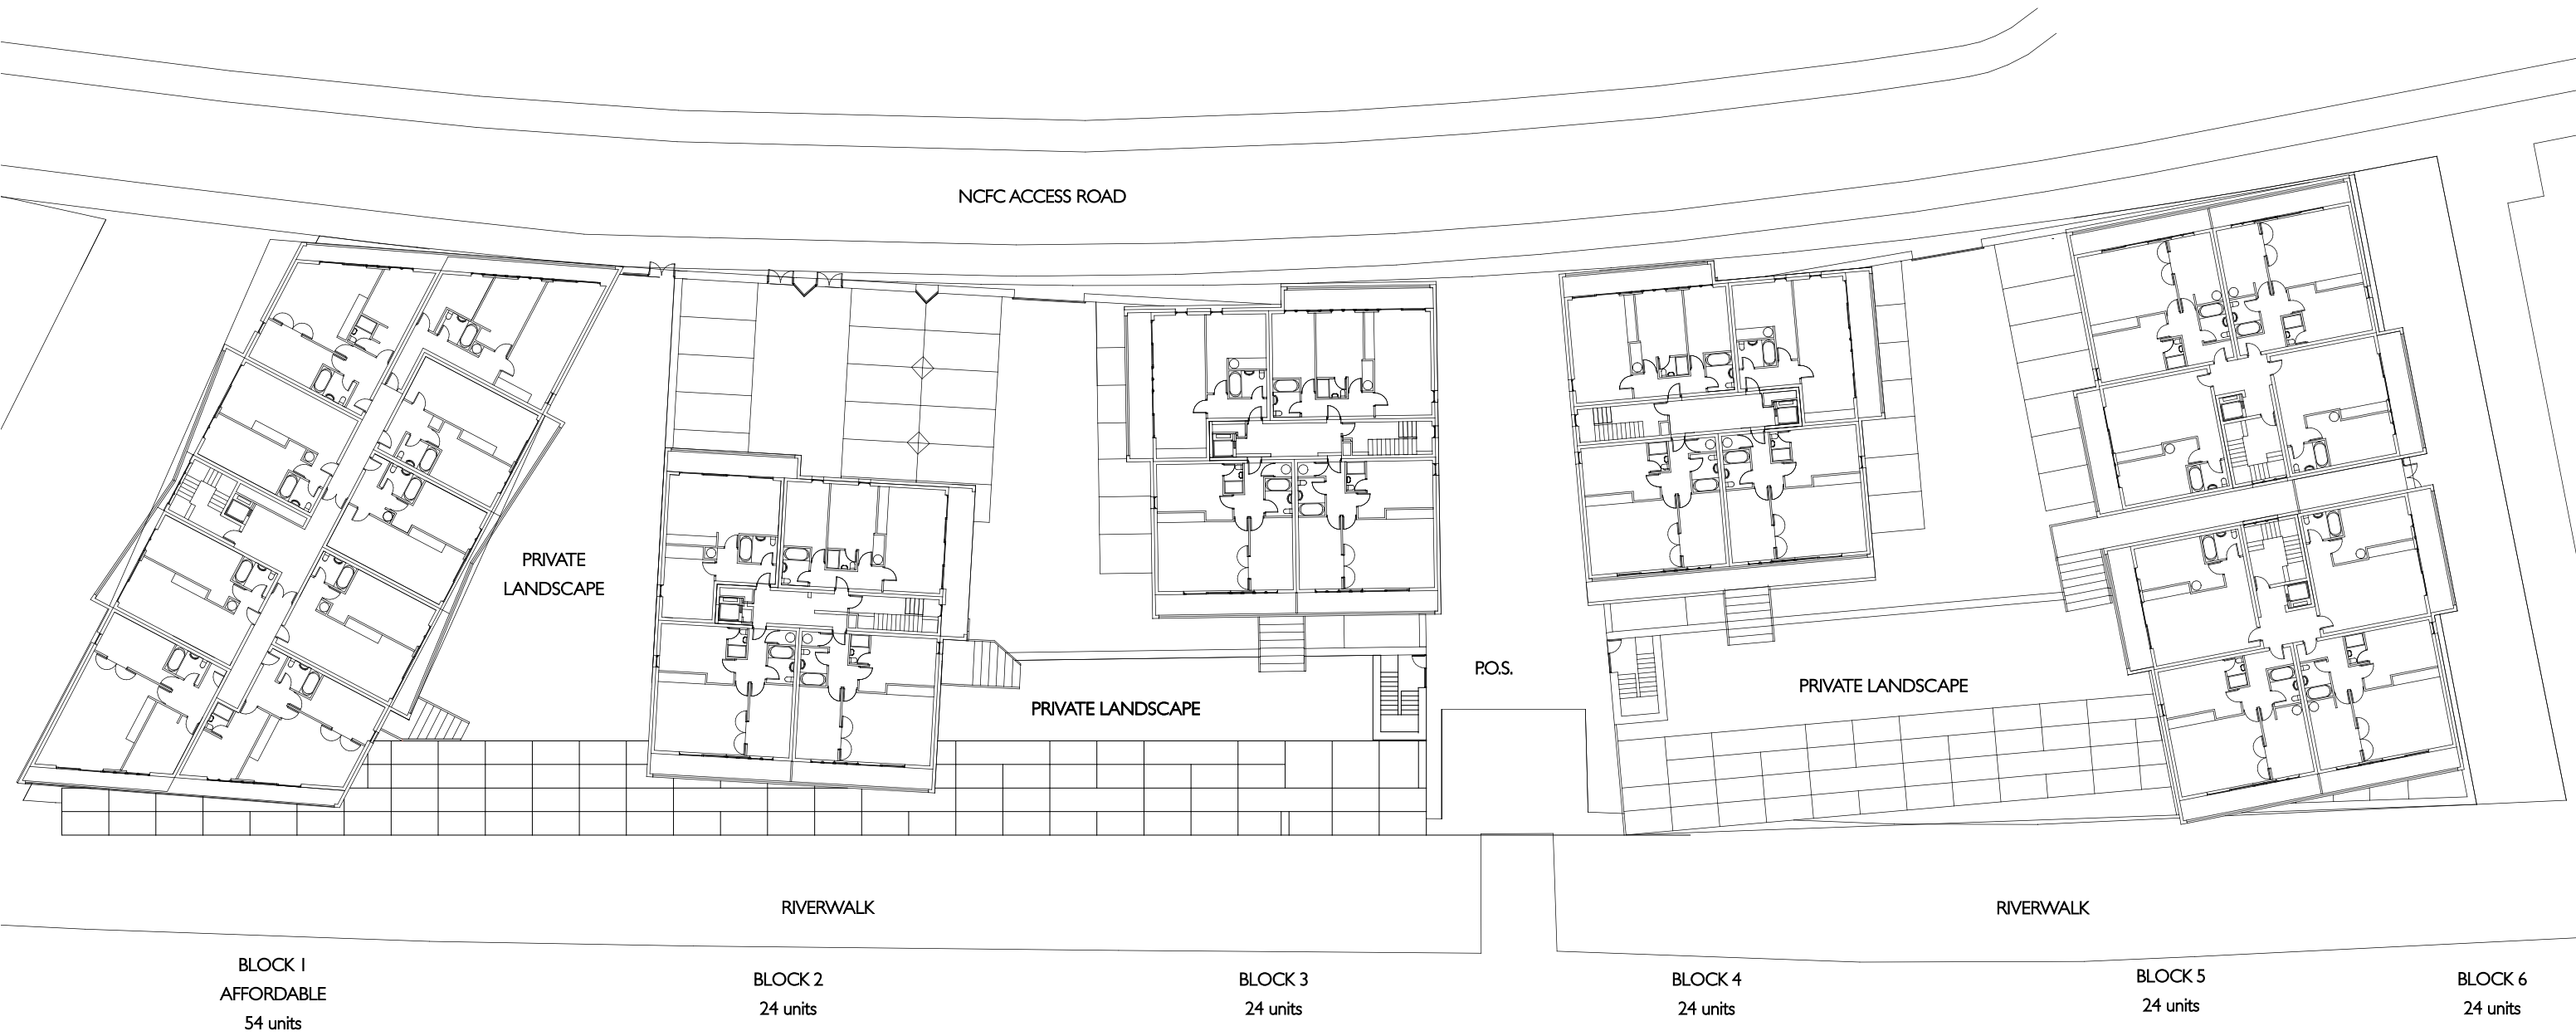 NCFC ACCESS ROAD
PRIVATE
LANDSCAPE
P.O.S.
PRIVATE LANDSCAPE
PRIVATE LANDSCAPE
RIVERWALK
RIVERWALK
BLOCK 1
AFFORDABLE
54 units
BLOCK 2
24 units
BLOCK 3
24 units
BLOCK 4
24 units
BLOCK 5
24 units
BLOCK 6
24 units